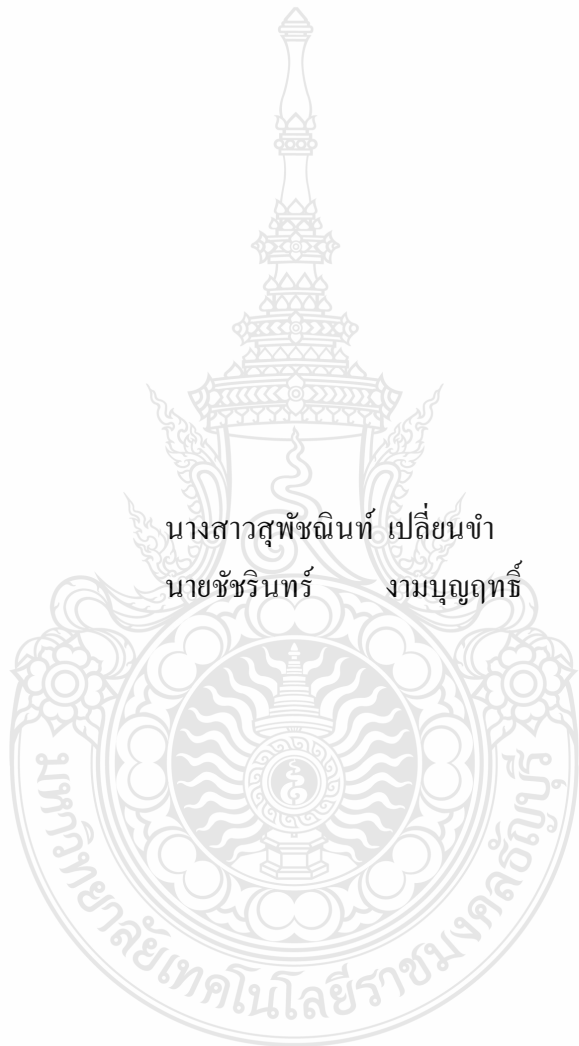 นางสาวสุพัชฌินท์ เปลี่ยนขำ
นายชัชรินทร์ งามบุญฤทธิ์
มหาวิทยาลัยเทคโนโลยีราชมงคลธัญบุรี